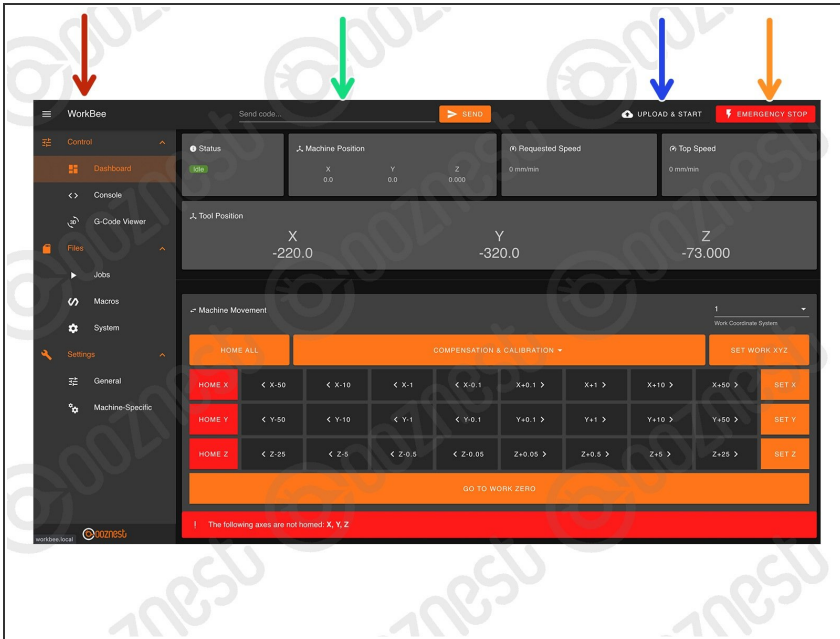 WorkBee
Send code...
SEND
UPLOAD & START
EMERGENCY STOP
Control
Dashboard
Console
G-Code Viewer
Files
Jobs
Macros
System
Settings
General
Machine-Specific
workbee.local
ooznest
Status
Idle
Machine Position
X Y Z
0.0 0.0 0.000
Requested Speed
0 mm/min
Top Speed
0 mm/min
Tool Position
X Y Z
-220.0 -320.0 -73.000
Machine Movement
1
Work Coordinate System
HOME ALL COMPENSATION & CALIBRATION SET WORK XYZ
HOME X < X-50 < X-10 < X-1 < X-0.1 X+0.1 > X+1 > X+10 > X+50 > SET X
HOME Y < Y-50 < Y-10 < Y-1 < Y-0.1 Y+0.1 > Y+1 > Y+10 > Y+50 > SET Y
HOME Z < Z-25 < Z-5 < Z-0.5 < Z-0.05 Z+0.05 > Z+0.5 > Z+5 > Z+25 > SET Z
GO TO WORK ZERO
! The following axes are not homed: X, Y, Z